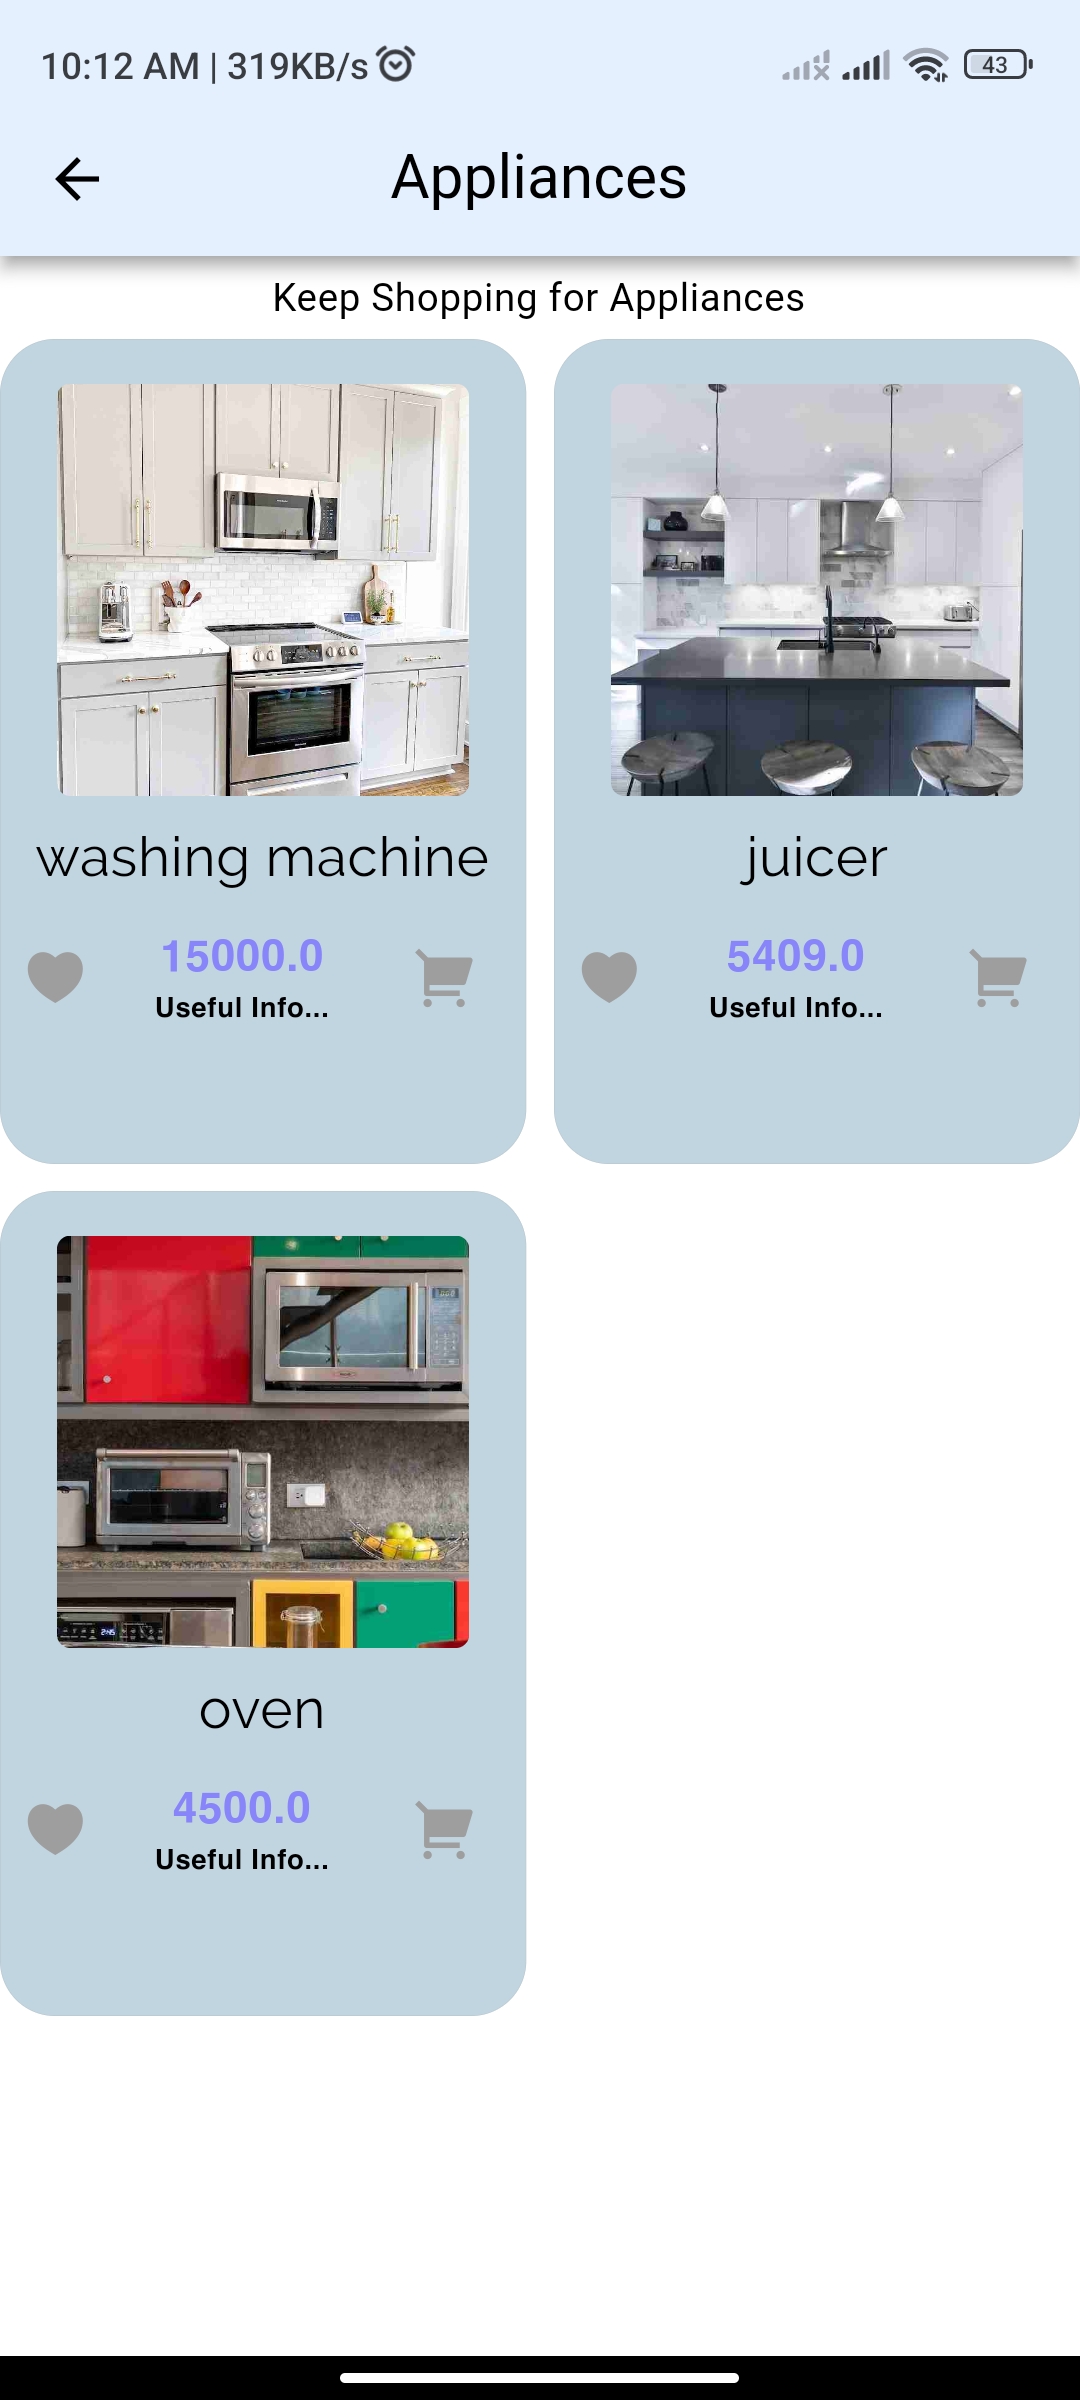 10:12 AM | 319KB/s
43
Appliances
Keep Shopping for Appliances
washing machine
15000.0
Useful Info...
juicer
5409.0
Useful Info...
oven
4500.0
Useful Info...